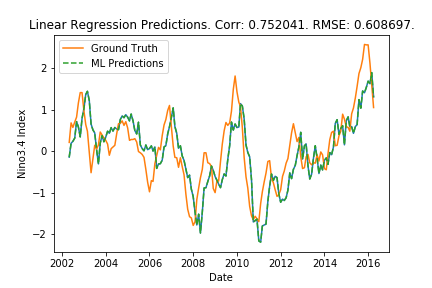 Linear Regression Predictions. Corr: 0.752041. RMSE: 0.608697.
Ground Truth
ML Predictions
Nino3.4 Index
2
1
0
−1
−2
2002 2004 2006 2008 2010 2012 2014 2016
Date